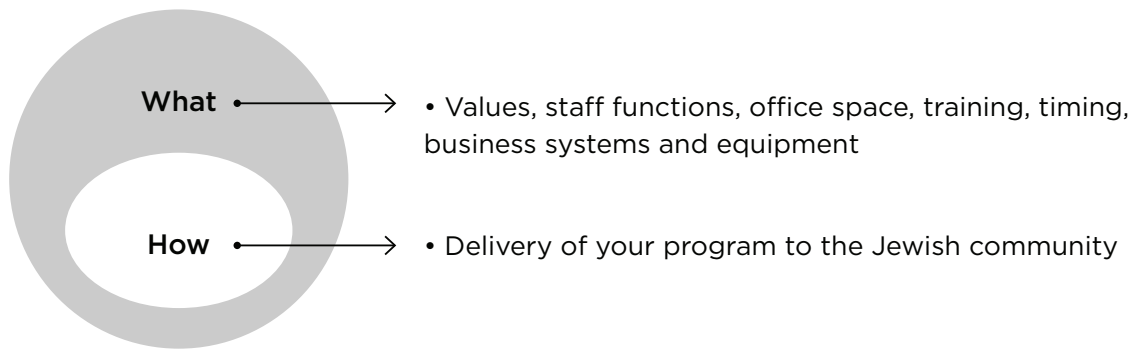 What
• Values, staff functions, office space, training, timing,
business systems and equipment
How
• Delivery of your program to the Jewish community